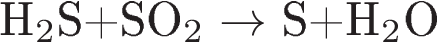 H₂S+SO₂ → S+H₂O